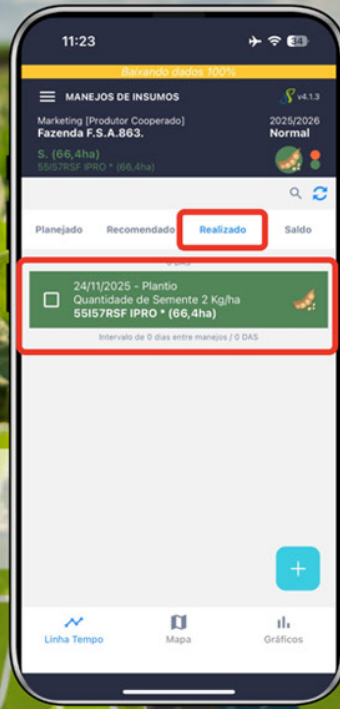 11:23
34
Baixando dados 100%
MANEJOS DE INSUMOS
v4.1.3
Marketing [Produtor Cooperado]
2025/2026
Fazenda F.S.A.863.
Normal
S. (66,4ha)
55I57RSF IPRO * (66,4ha)
Planejado
Recomendado
Realizado
Saldo
0 DAS
24/11/2025 - Plantio
Quantidade de Semente 2 Kg/ha
55I57RSF IPRO * (66,4ha)
Intervalo de 0 dias entre manejos / 0 DAS
Linha Tempo
Mapa
Gráficos